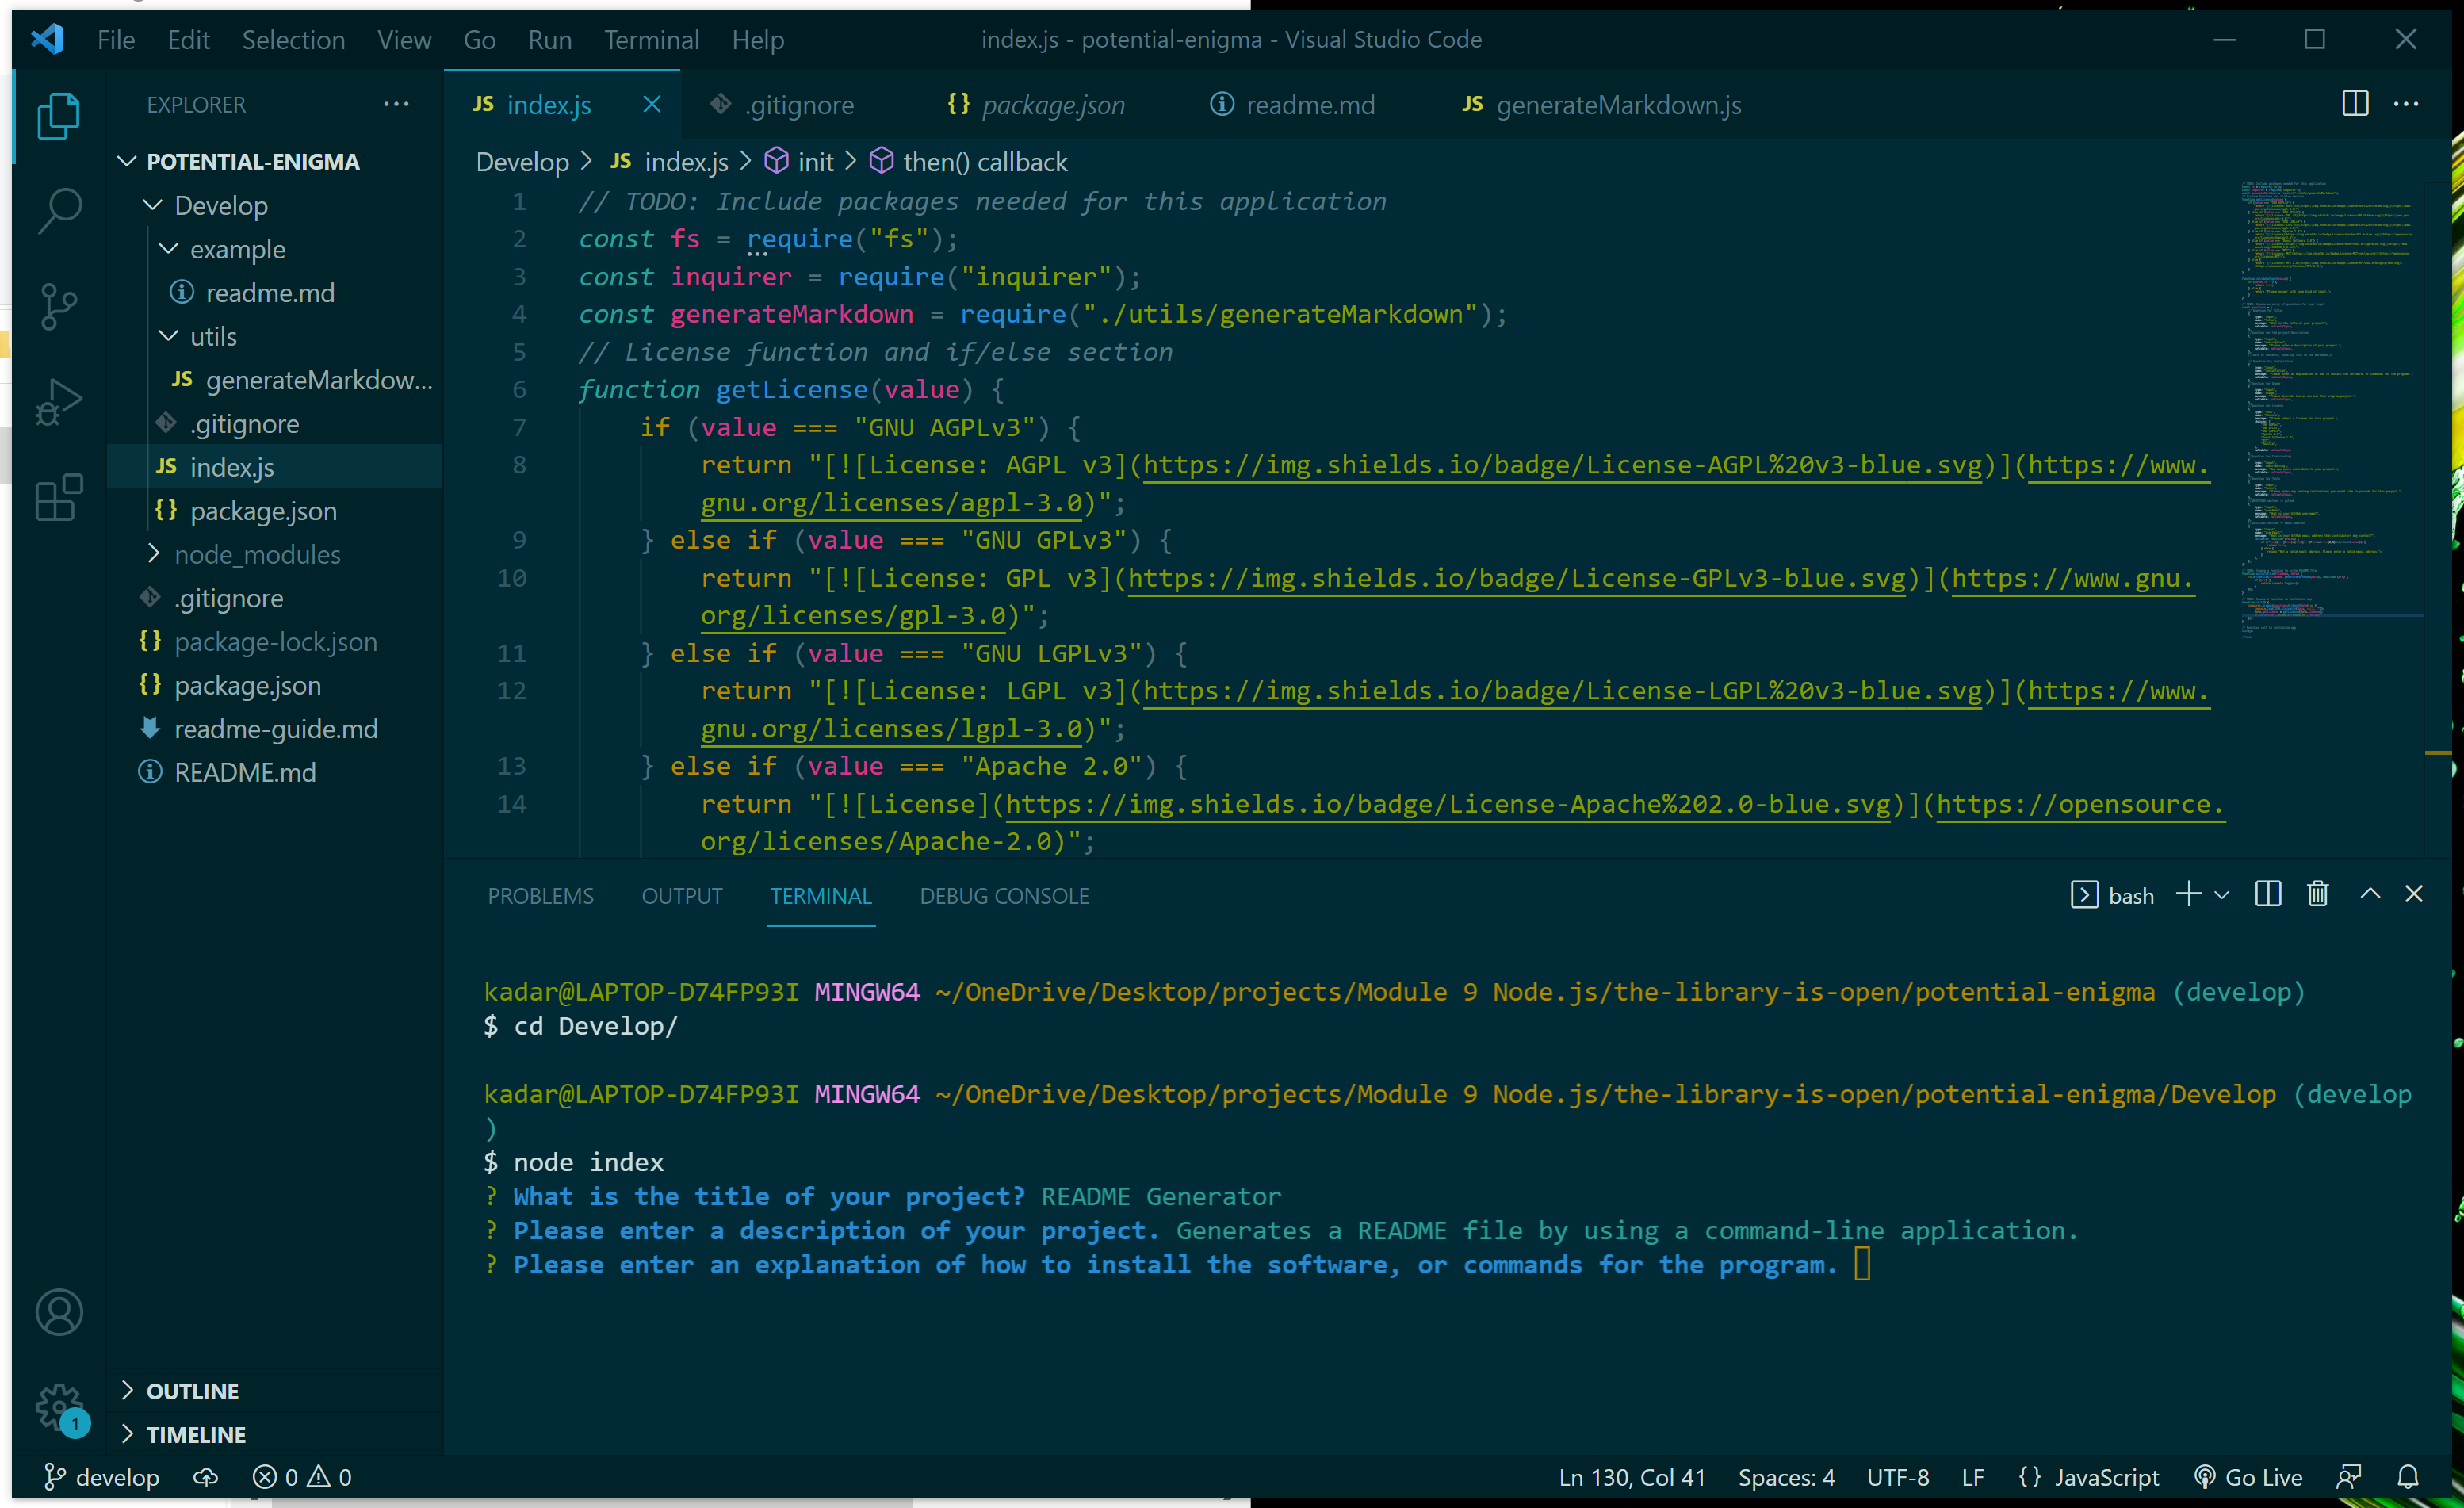 File Edit Selection View Go Run Terminal Help index.js - potential-enigma - Visual Studio Code
EXPLORER
POTENTIAL-ENIGMA
Develop
example
readme.md
utils
JS generateMarkdow...
.gitignore
JS index.js
{} package.json
node_modules
.gitignore
{} package-lock.json
{} package.json
readme-guide.md
README.md
OUTLINE
TIMELINE
JS index.js .gitignore {} package.json readme.md JS generateMarkdown.js
Develop > JS index.js > init > then() callback
1 // TODO: Include packages needed for this application
2 const fs = require("fs");
3 const inquirer = require("inquirer");
4 const generateMarkdown = require("./utils/generateMarkdown");
5 // License function and if/else section
6 function getLicense(value) {
7 if (value === "GNU AGPLv3") {
8 return "[![License: AGPL v3](https://img.shields.io/badge/License-AGPL%20v3-blue.svg)](https://www.
gnu.org/licenses/agpl-3.0)";
9 } else if (value === "GNU GPLv3") {
10 return "[![License: GPL v3](https://img.shields.io/badge/License-GPLv3-blue.svg)](https://www.gnu.
org/licenses/gpl-3.0)";
11 } else if (value === "GNU LGPLv3") {
12 return "[![License: LGPL v3](https://img.shields.io/badge/License-LGPL%20v3-blue.svg)](https://www.
gnu.org/licenses/lgpl-3.0)";
13 } else if (value === "Apache 2.0") {
14 return "[![License](https://img.shields.io/badge/License-Apache%202.0-blue.svg)](https://opensource.
org/licenses/Apache-2.0)";
PROBLEMS OUTPUT TERMINAL DEBUG CONSOLE bash
kadar@LAPTOP-D74FP93I MINGW64 ~/OneDrive/Desktop/projects/Module 9 Node.js/the-library-is-open/potential-enigma (develop)
$ cd Develop/
kadar@LAPTOP-D74FP93I MINGW64 ~/OneDrive/Desktop/projects/Module 9 Node.js/the-library-is-open/potential-enigma/Develop (develop
)
$ node index
? What is the title of your project? README Generator
? Please enter a description of your project. Generates a README file by using a command-line application.
? Please enter an explanation of how to install the software, or commands for the program.
1
develop 0 0 Ln 130, Col 41 Spaces: 4 UTF-8 LF {} JavaScript Go Live